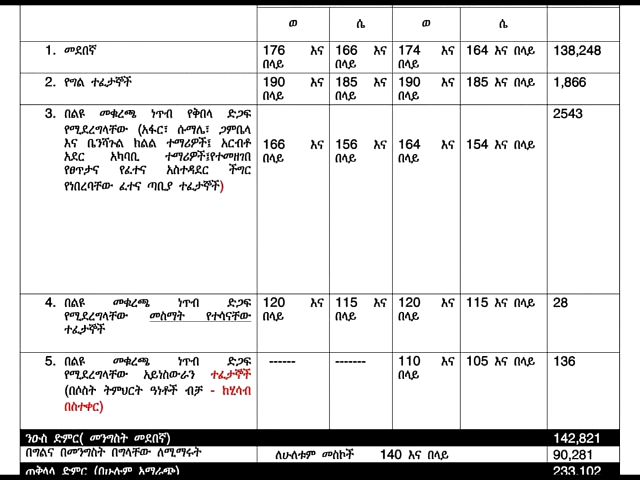 ወ ሴ ወ ሴ
1. መደበኛ 176 እና በላይ 166 እና በላይ 174 እና በላይ 164 እና በላይ 138,248
2. የግል ተፈታኞች 190 እና በላይ 185 እና በላይ 190 እና በላይ 185 እና በላይ 1,866
3. በልዩ መቁረጫ ነጥብ የቅበላ ድጋፍ 2543
የሚደረግላቸው (አፋር፣ ሱማሌ፣ ጋምቤላ
እና ቤንሻጉል ክልል ተማሪዎች፤ አርብቶ 166 እና በላይ 156 እና በላይ 164 እና በላይ 154 እና በላይ
አደር አካባቢ ተማሪዎች፤የተመዘገበ
የፀጥታና የፈተና አስተዳደር ችግር
የነበረባቸው ፈተና ጣቢያ ተፈታኞች)
4. በልዩ መቁረጫ ነጥብ ድጋፍ 120 እና በላይ 115 እና በላይ 120 እና በላይ 115 እና በላይ 28
የሚደረግላቸው መስማት የተሳናቸው
ተፈታኞች
5. በልዩ መቁረጫ ነጥብ ድጋፍ ------ ------- 110 እና በላይ 105 እና በላይ 136
የሚደረግላቸው አይነስውራን ተፈታኞች
(በሶስት ትምህርት ዓነቶች ብቻ - ከሂሳብ
በስተቀር)
ንዑስ ድምር( መንግስት መደበኛ) 142,821
በግልና በመንግስት በግላቸው ለሚማሩት ለሁለቱም መስኮች 140 እና በላይ 90,281
ጠቅላላ ድምር (በሁሉም አማራጭ) 233,102